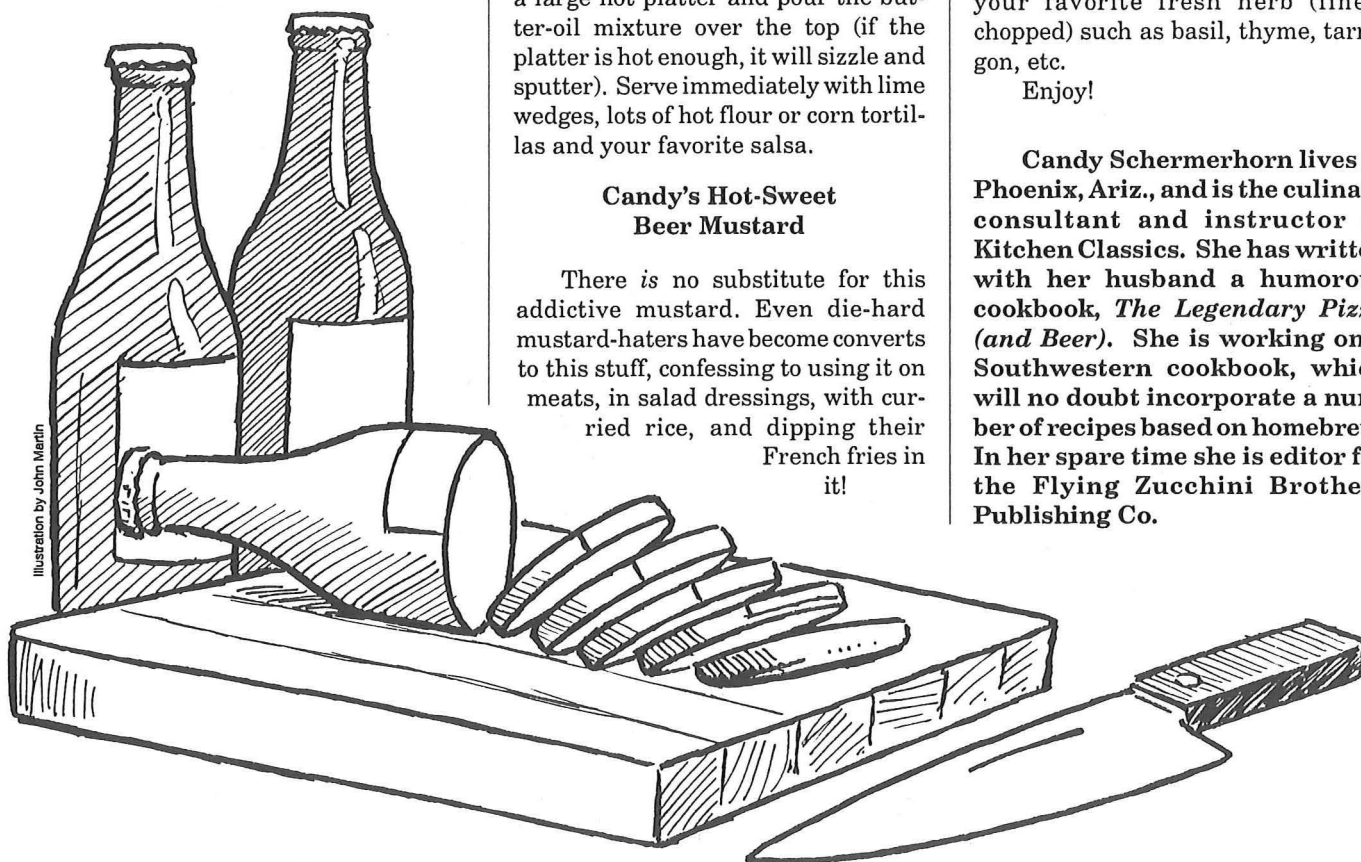 a large hot platter and pour the but-
ter-oil mixture over the top (if the
platter is hot enough, it will sizzle and
sputter). Serve immediately with lime
wedges, lots of hot flour or corn tortil-
las and your favorite salsa.
Candy's Hot-Sweet
Beer Mustard
There is no substitute for this
addictive mustard. Even die-hard
mustard-haters have become converts
to this stuff, confessing to using it on
meats, in salad dressings, with cur-
ried rice, and dipping their
French fries in
it!
your favorite fresh herb (fine
chopped) such as basil, thyme, tarr
gon, etc.
Enjoy!
Candy Schermerhorn lives
Phoenix, Ariz., and is the culina
consultant and instructor
Kitchen Classics. She has writte
with her husband a humoro
cookbook, The Legendary Piz
(and Beer). She is working on
Southwestern cookbook, whic
will no doubt incorporate a nu
ber of recipes based on homebre
In her spare time she is editor f
the Flying Zucchini Brothe
Publishing Co.
Illustration by John Martin